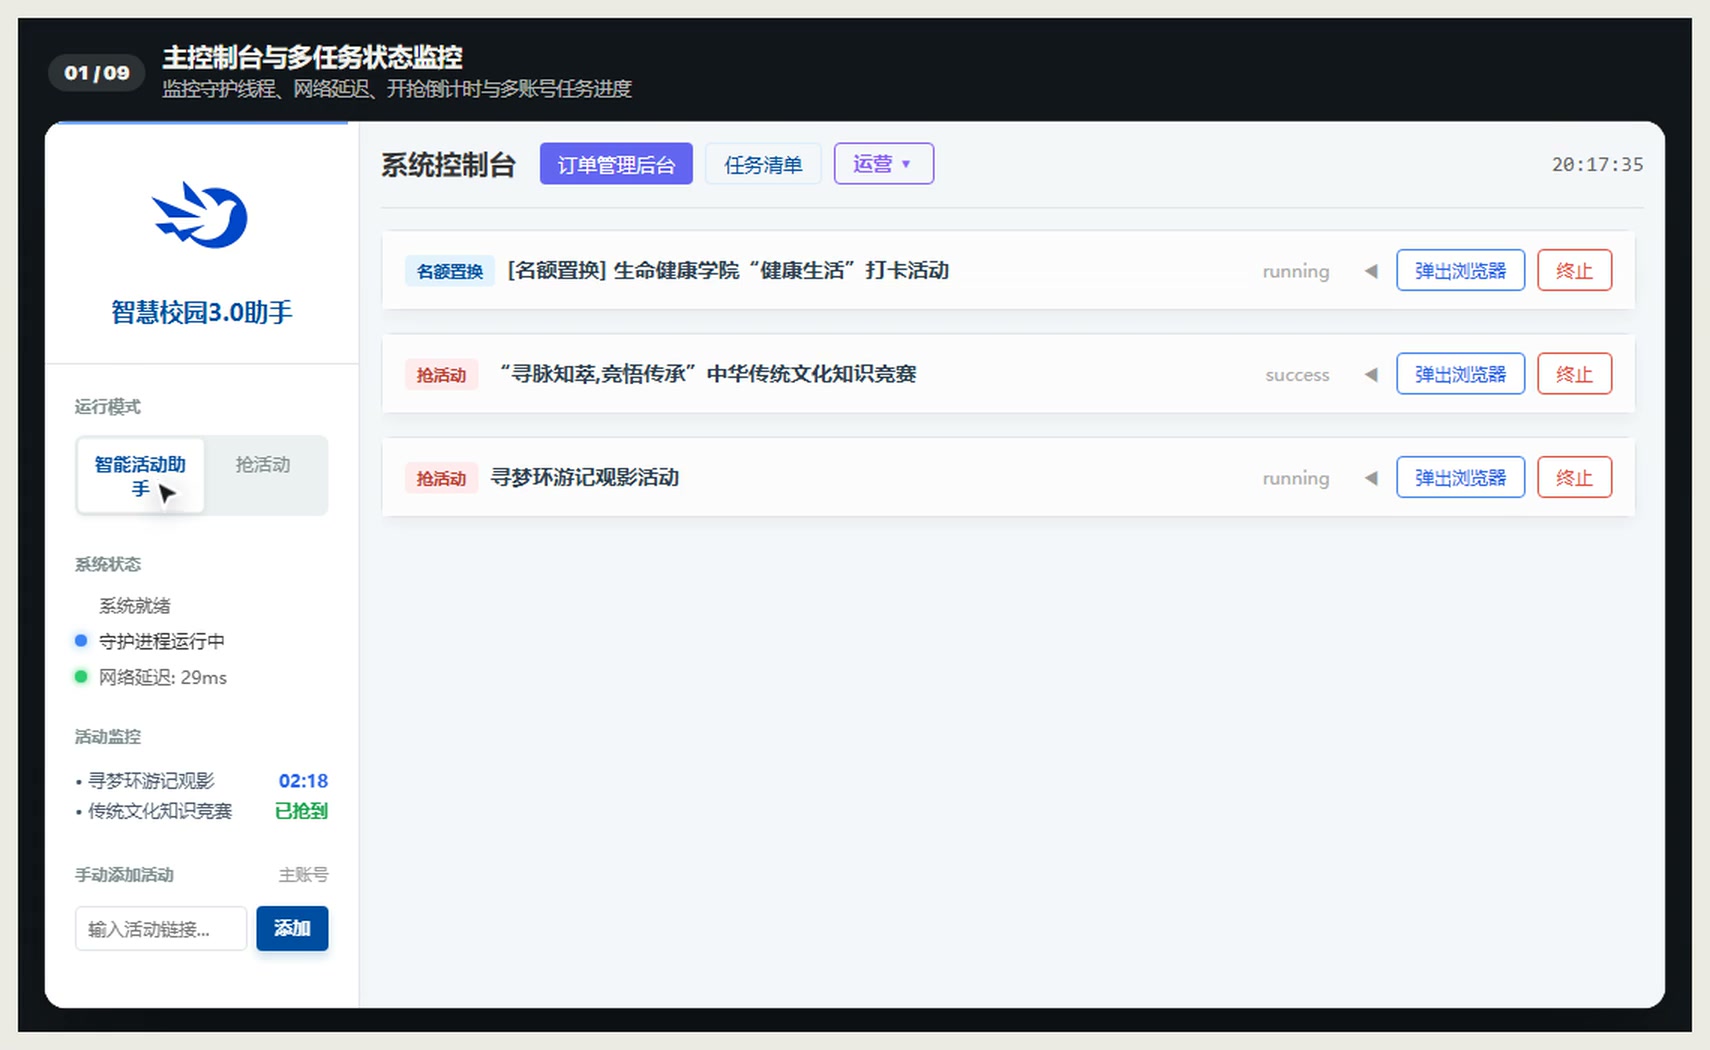 01/09
主控制台与多任务状态监控
监控守护线程、网络延迟、开抢倒计时与多账号任务进度
智慧校园3.0助手
运行模式
智能活动助手
抢活动
系统状态
系统就绪
守护进程运行中
网络延迟: 29ms
活动监控
• 寻梦环游记观影 02:18
• 传统文化知识竞赛 已抢到
手动添加活动 主账号
输入活动链接... 添加
系统控制台 订单管理后台 任务清单 运营 ▼ 20:17:35
名额置换 [名额置换] 生命健康学院“健康生活”打卡活动 running ◀ 弹出浏览器 终止
抢活动 “寻脉知萃,竞悟传承”中华传统文化知识竞赛 success ◀ 弹出浏览器 终止
抢活动 寻梦环游记观影活动 running ◀ 弹出浏览器 终止